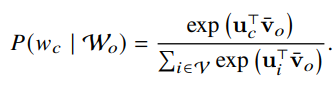 P(w_c | 𝒲_o) = exp (u_c^⊤ v̄_o) / ∑_{i∈𝒱} exp (u_i^⊤ v̄_o) .